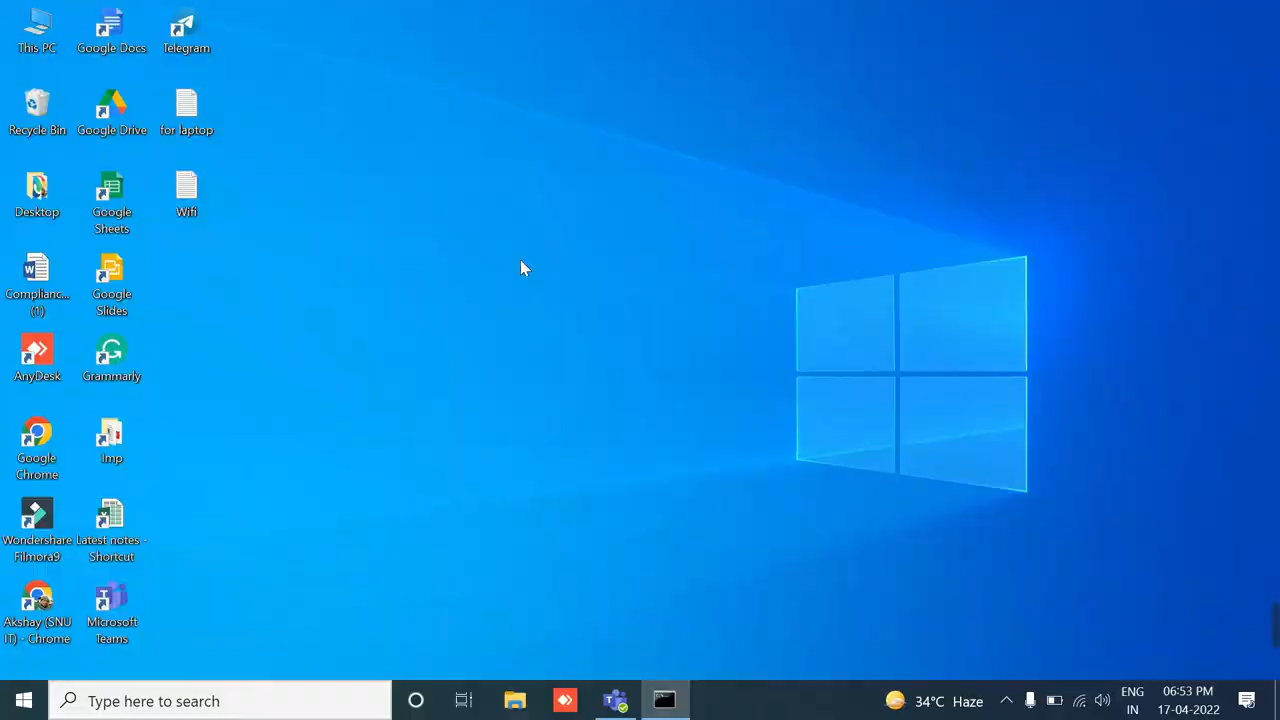 This PC
Google Docs
Telegram
Recycle Bin
Google Drive
for laptop
Desktop
Google
Sheets
Wifi
Complianc...
(1)
Google
Slides
AnyDesk
Grammarly
Google
Chrome
Imp
Wondershare
Filmora9
Latest notes -
Shortcut
Akshay (SNU
IT) - Chrome
Microsoft
Teams
Type here to search
34°C Haze
ENG
IN
06:53 PM
17-04-2022